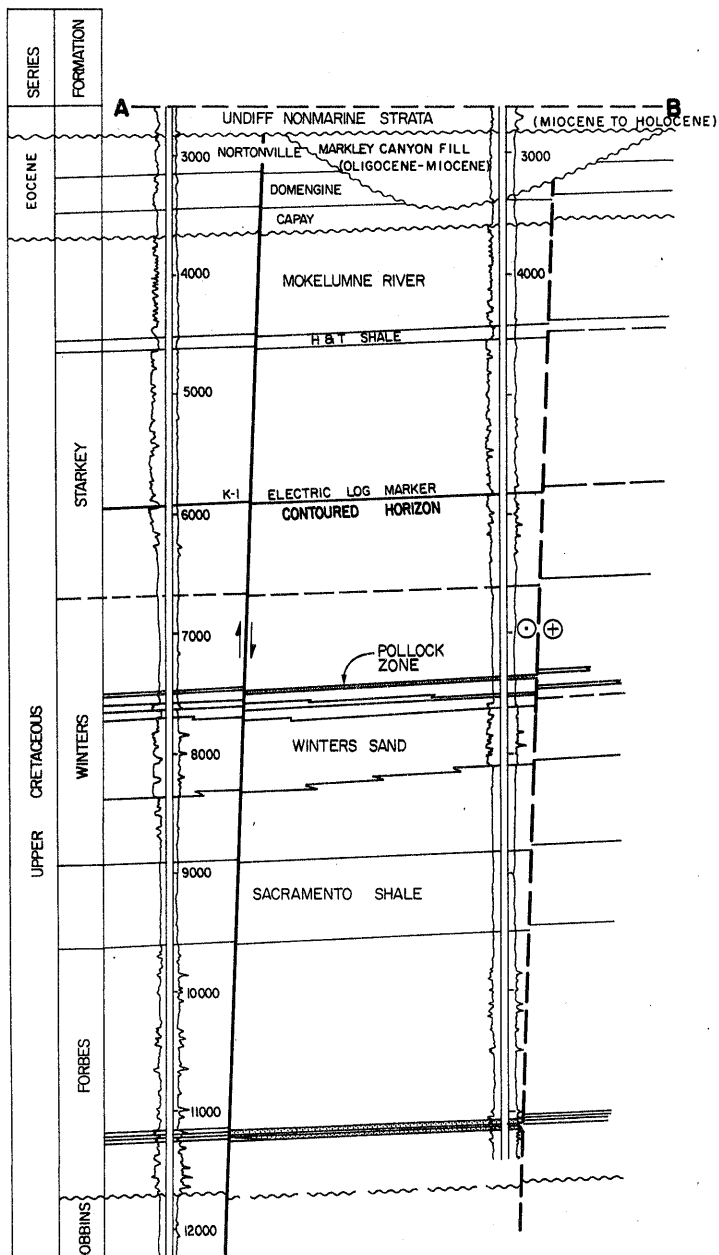 SERIES
FORMATION
A
B
UNDIFF NONMARINE STRATA
(MIOCENE TO HOLOCENE)
EOCENE
3000
NORTONVILLE
MARKLEY CANYON FILL
(OLIGOCENE-MIOCENE)
3000
DOMENGINE
CAPAY
4000
MOKELUMNE RIVER
4000
H & T SHALE
5000
STARKEY
K-1 ELECTRIC LOG MARKER
6000
CONTOURED HORIZON
7000
POLLOCK
ZONE
UPPER CRETACEOUS
WINTERS
WINTERS SAND
8000
9000
SACRAMENTO SHALE
10000
FORBES
11000
OBBINS
12000